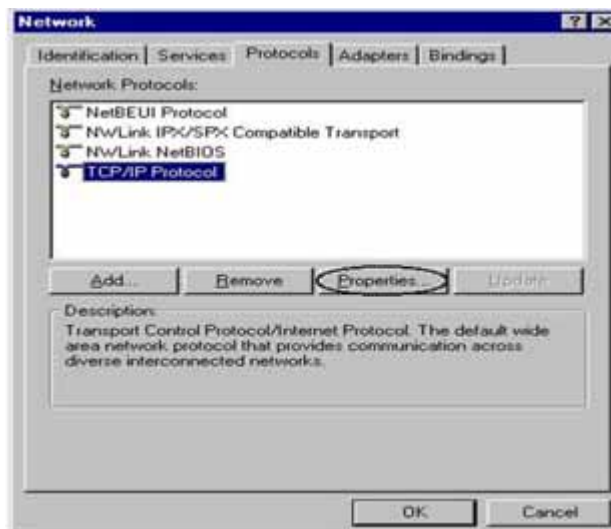 Network
Identification Services Protocols Adapters Bindings
Network Protocols:
NetBEUI Protocol
NWLink IPX/SPX Compatible Transport
NWLink NetBIOS
TCP/IP Protocol
Add... Remove Properties... Update
Description:
Transport Control Protocol/Internet Protocol. The default wide
area network protocol that provides communication across
diverse interconnected networks.
OK Cancel